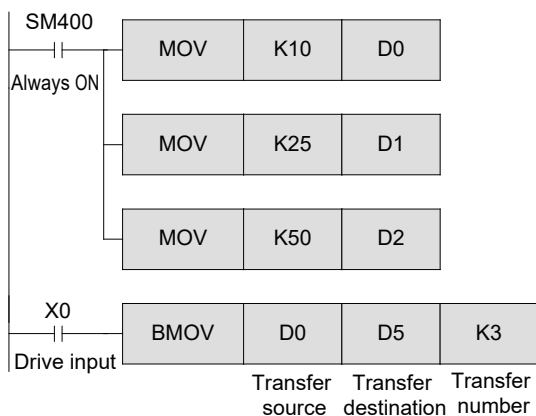 SM400
MOV K10 D0
Always ON
MOV K25 D1
MOV K50 D2
X0
BMOV D0 D5 K3
Drive input
Transfer source
Transfer destination
Transfer number